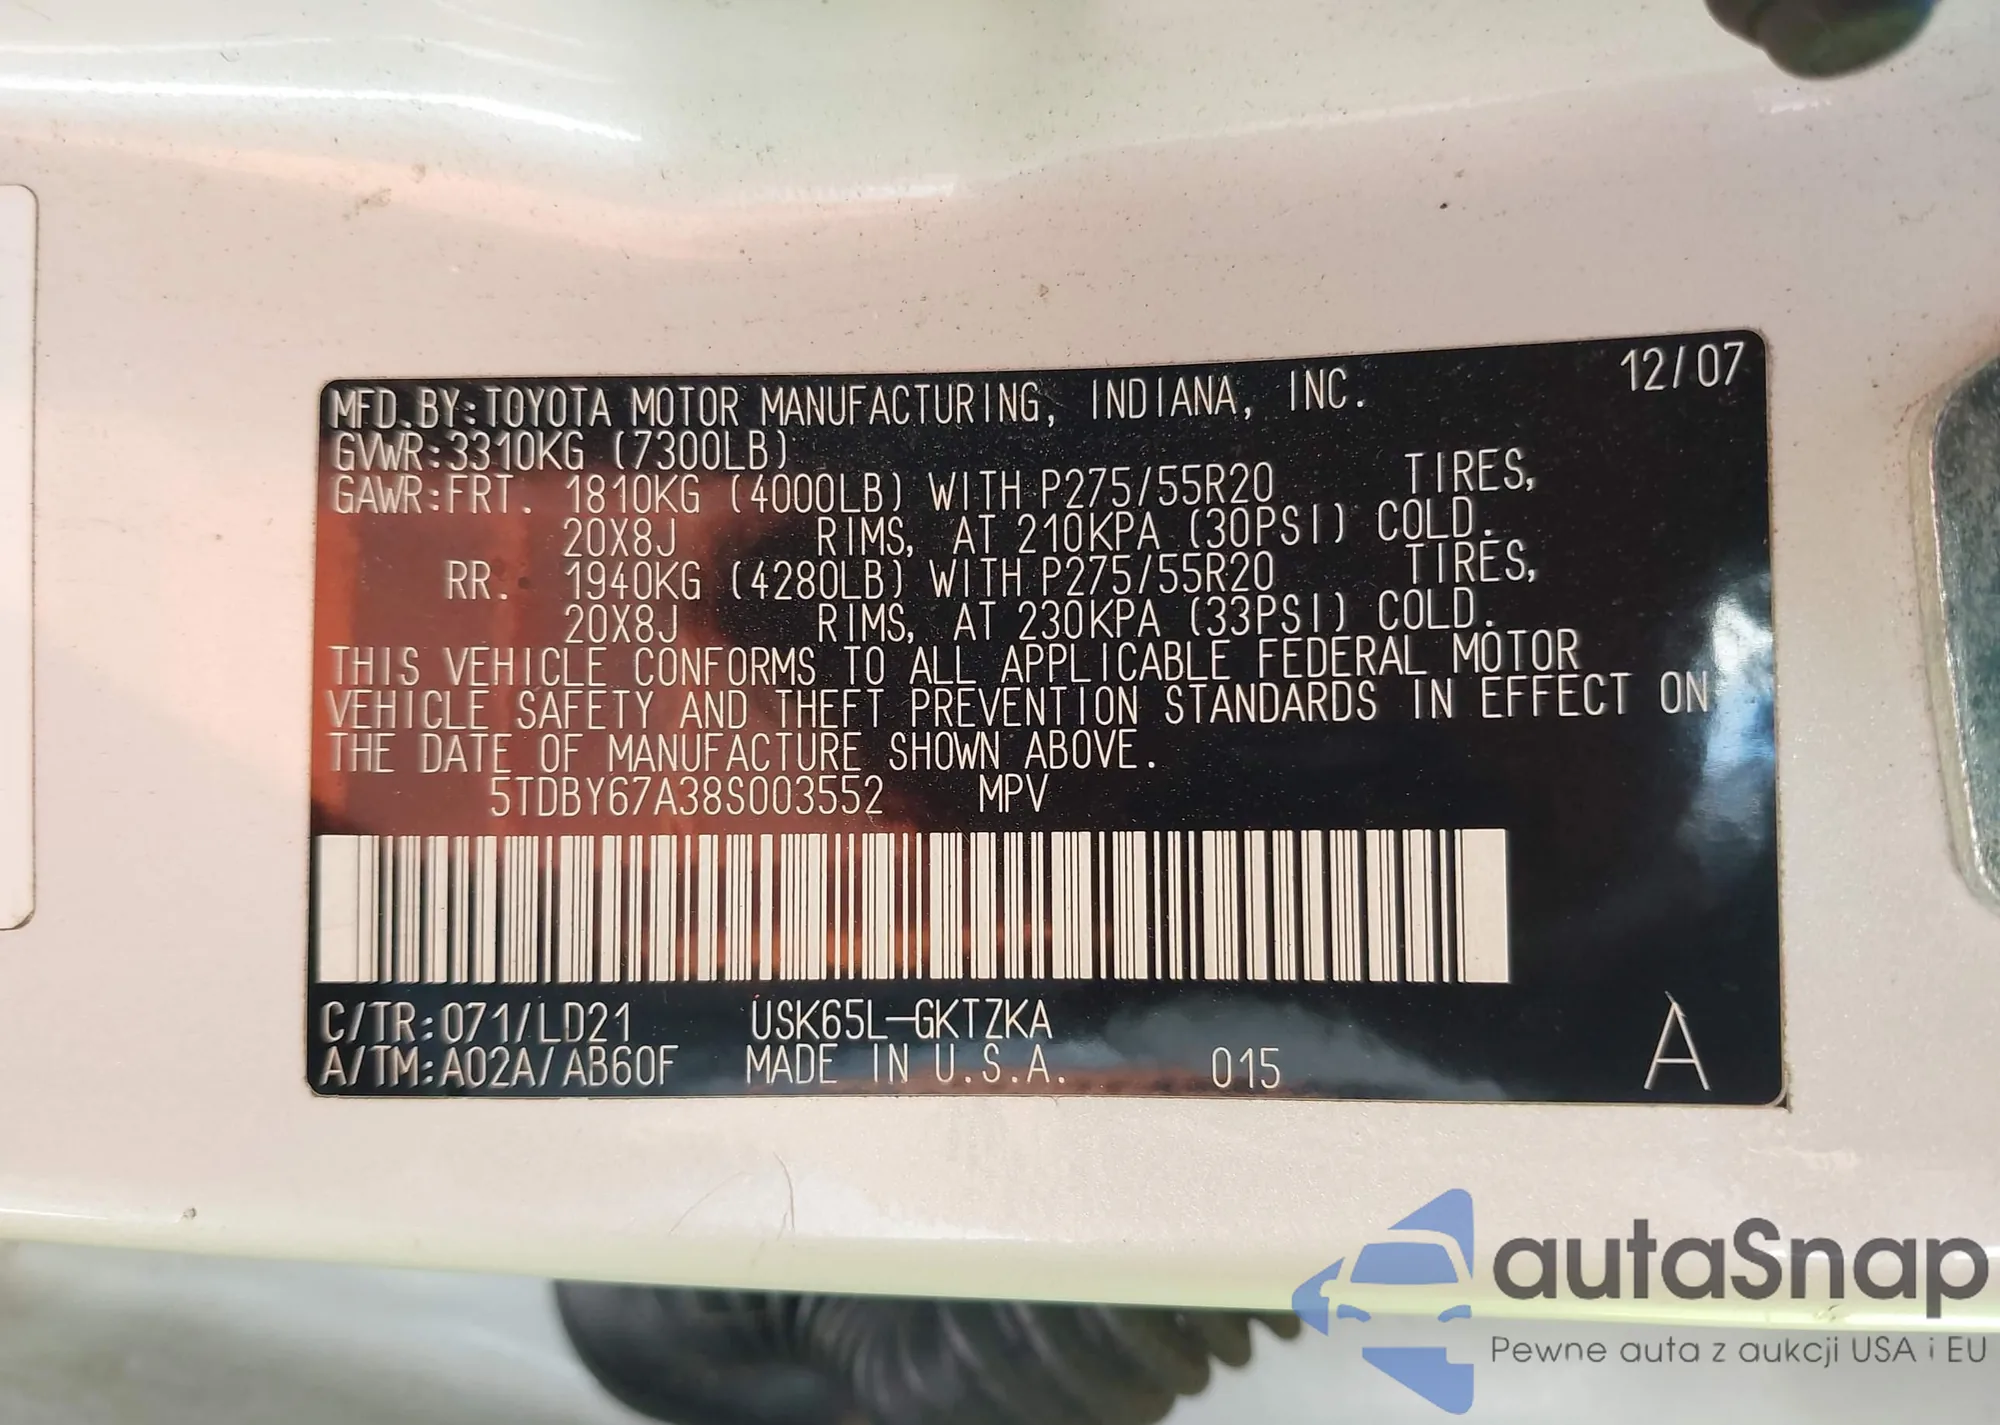 12/07
MFD.BY:TOYOTA MOTOR MANUFACTURING, INDIANA, INC.
GVWR:3310KG (7300LB)
GAWR:FRT. 1810KG (4000LB) WITH P275/55R20 TIRES,
20X8J RIMS, AT 210KPA (30PSI) COLD.
RR. 1940KG (4280LB) WITH P275/55R20 TIRES,
20X8J RIMS, AT 230KPA (33PSI) COLD.
THIS VEHICLE CONFORMS TO ALL APPLICABLE FEDERAL MOTOR
VEHICLE SAFETY AND THEFT PREVENTION STANDARDS IN EFFECT ON
THE DATE OF MANUFACTURE SHOWN ABOVE.
5TDBY67A38S003552 MPV
C/TR:071/LD21 USK65L-GKTZKA
A/TM:A02A/AB60F MADE IN U.S.A. 015 A
autaSnap
Pewne auta z aukcji USA i EU